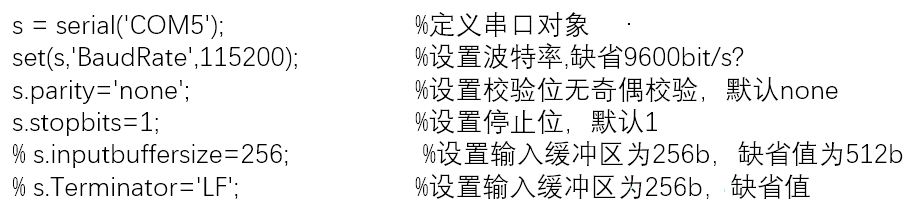 s = serial('COM5'); %定义串口对象
set(s,'BaudRate',115200); %设置波特率,缺省9600bit/s?
s.parity='none'; %设置校验位无奇偶校验，默认none
s.stopbits=1; %设置停止位，默认1
% s.inputbuffersize=256; %设置输入缓冲区为256b，缺省值为512b
% s.Terminator='LF'; %设置输入缓冲区为256b，缺省值